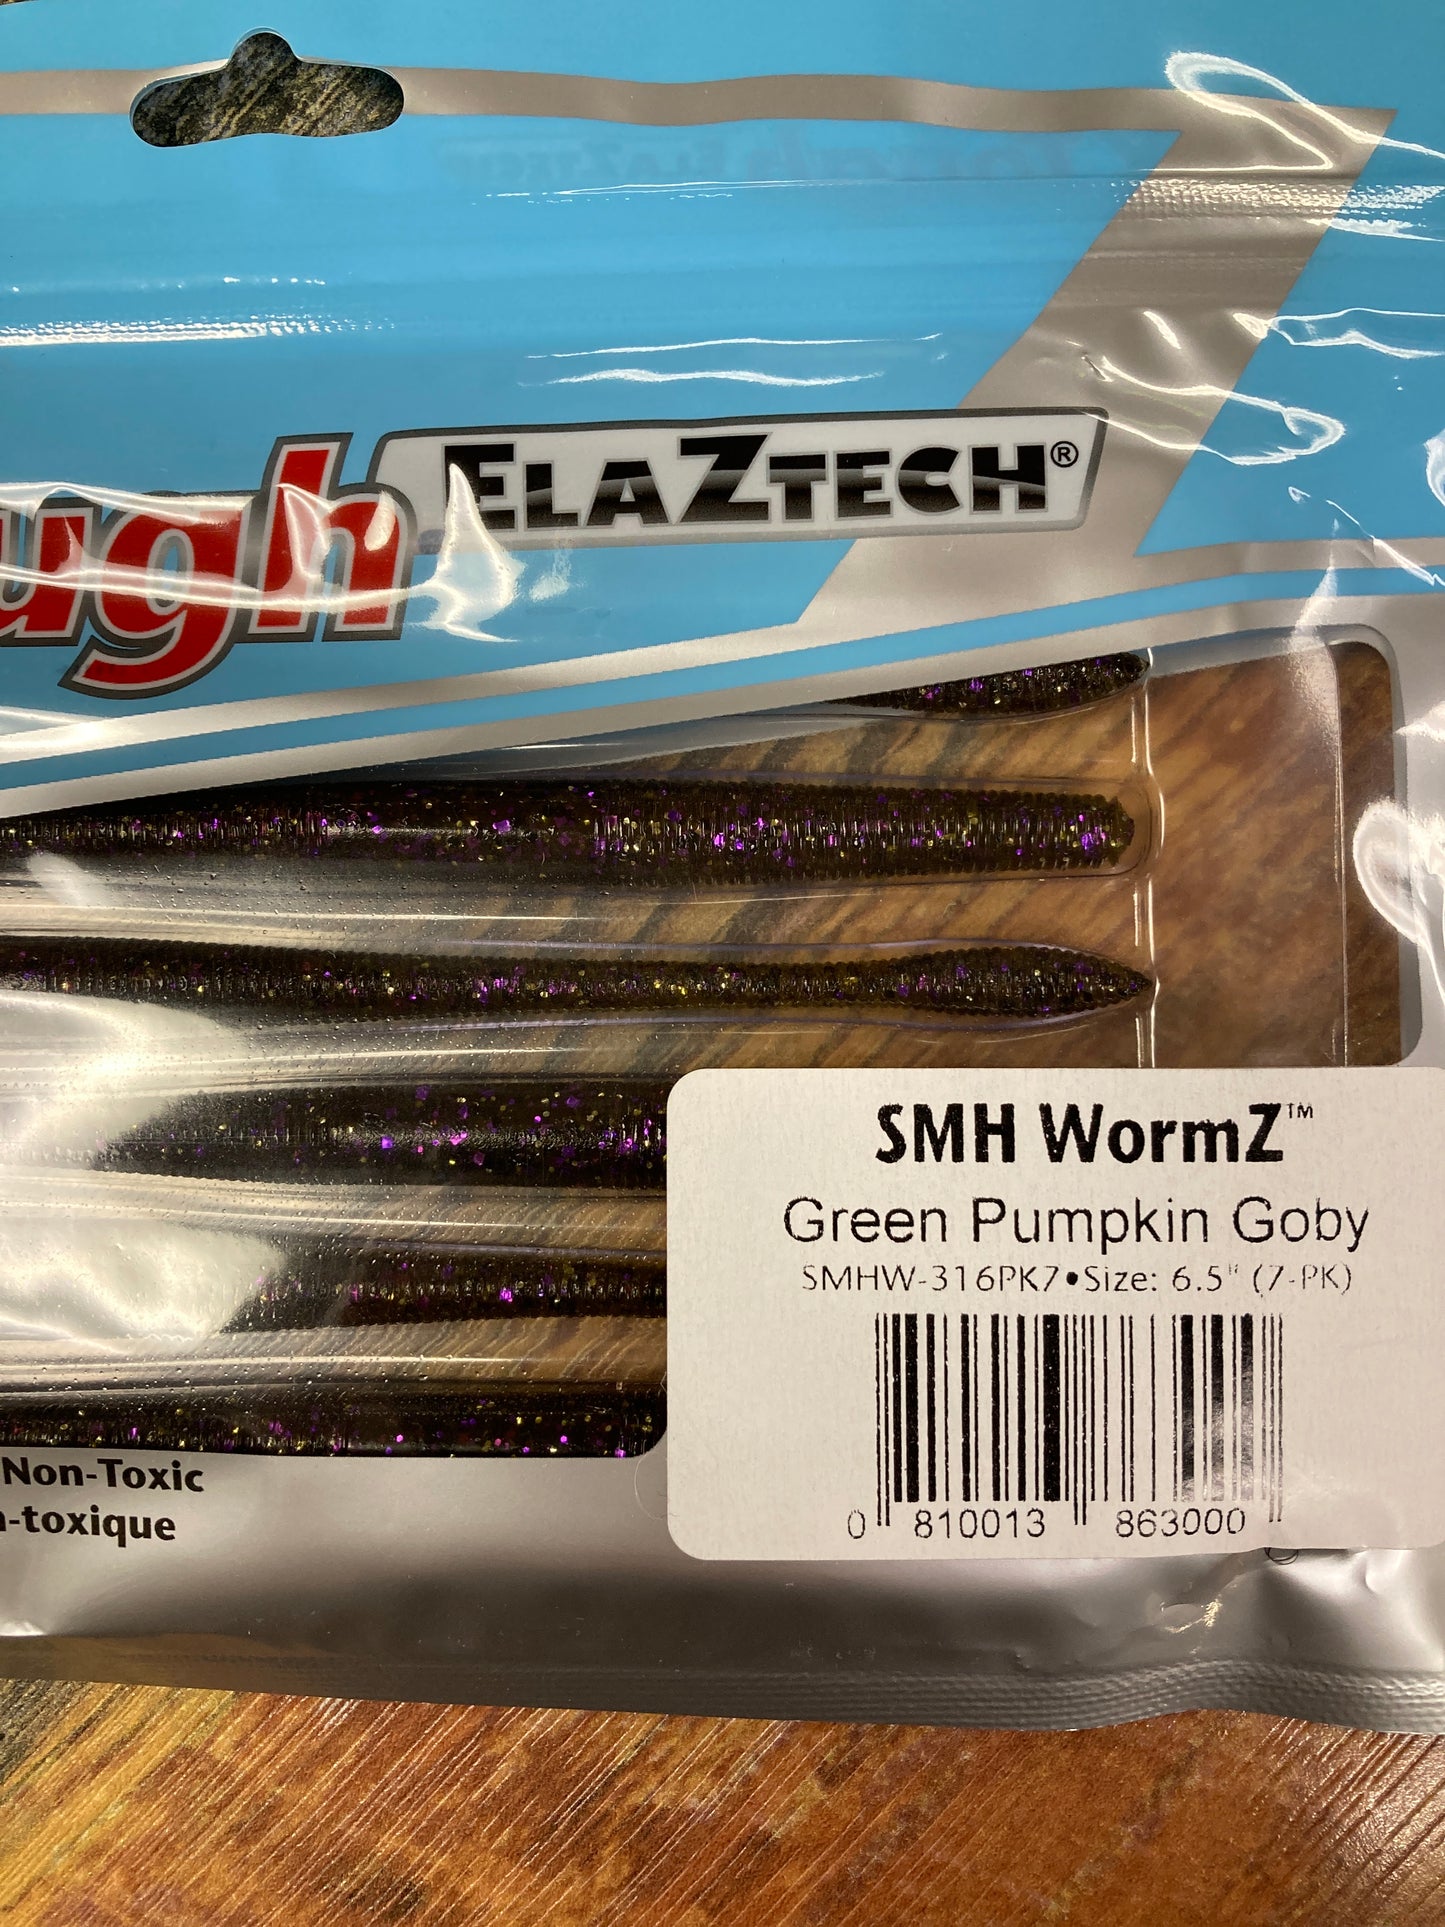 ugh ELAZTECH®
SMH WormZ™
Green Pumpkin Goby
SMHW-316PK7•Size: 6.5" (7-PK)
0 810013 863000
Non-Toxic
-toxique